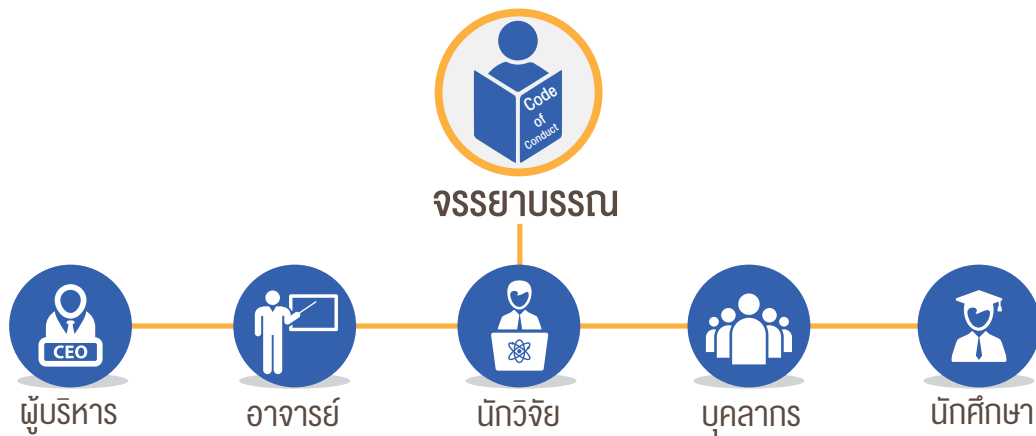 Code
of
Conduct
จรรยาบรรณ
CEO
ผู้บริหาร
อาจารย์
นักวิจัย
บุคลากร
นักศึกษา